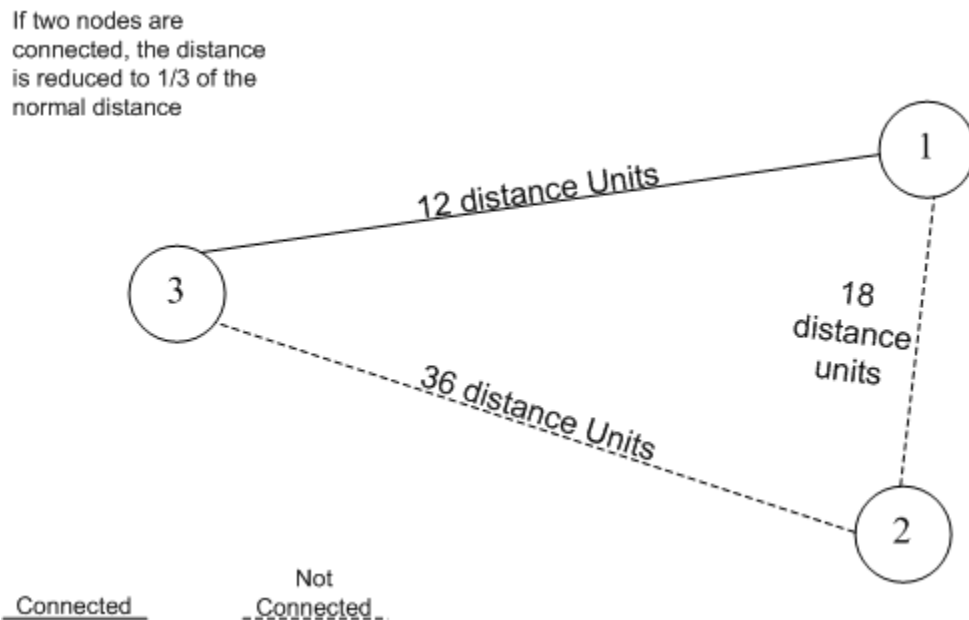 If two nodes are
connected, the distance
is reduced to 1/3 of the
normal distance
1
12 distance Units
3
18
distance
units
36 distance Units
2
Not
Connected
Connected